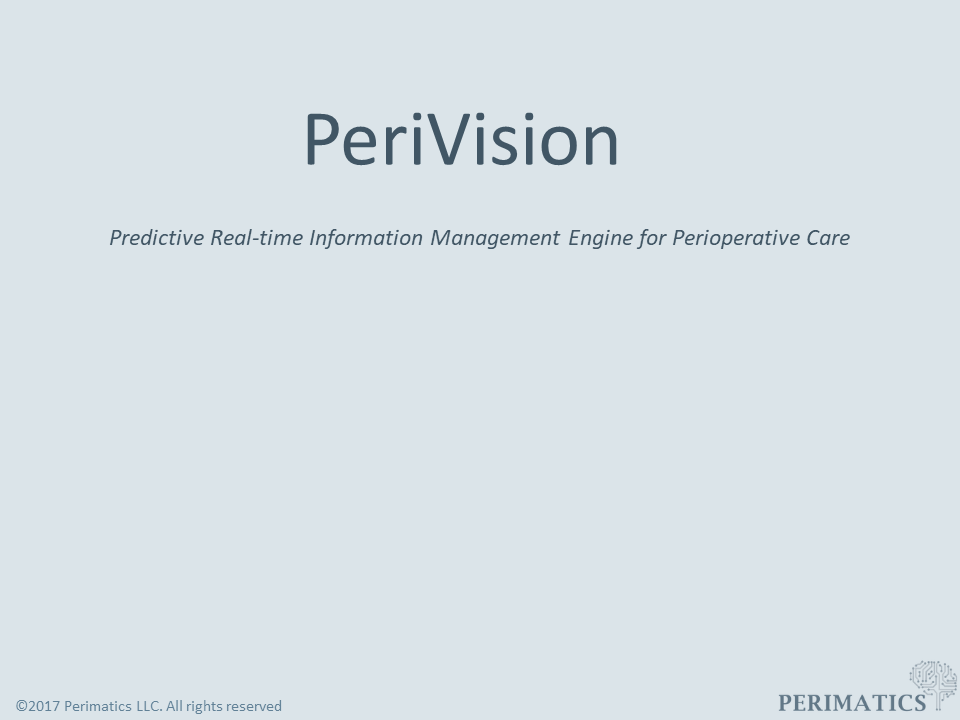 PeriVision
Predictive Real-time Information Management Engine for Perioperative Care
©2017 Perimatics LLC. All rights reserved
PERIMATICS